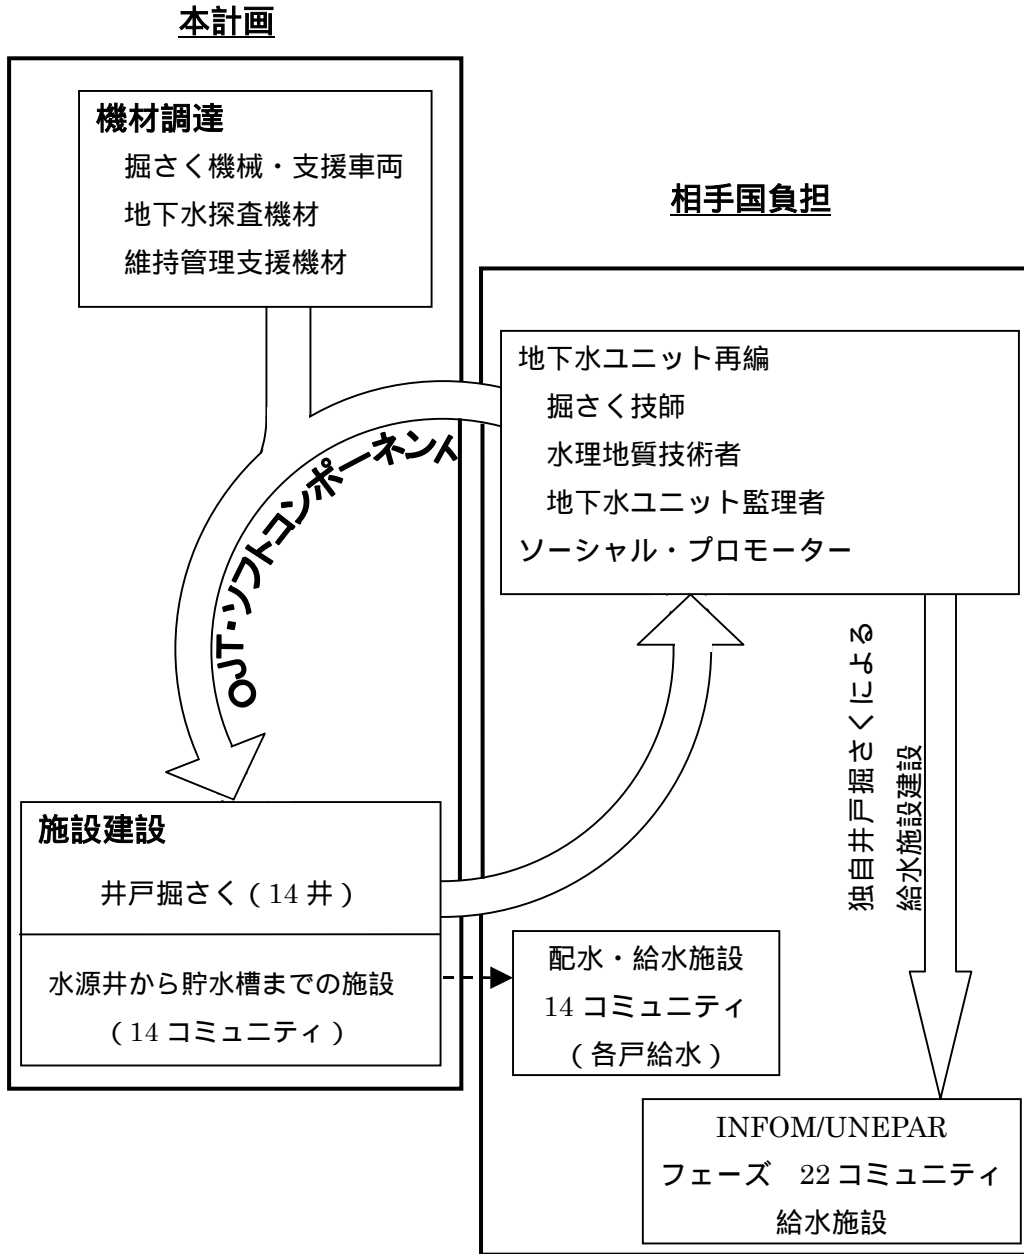 本計画
機材調達
掘さく機械・支援車両
地下水探査機材
維持管理支援機材
相手国負担
地下水ユニット再編
掘さく技師
水理地質技術者
地下水ユニット監理者
ソーシャル・プロモーター
OJT・ソフトコンポーネント
独自井戸掘さくによる
給水施設建設
施設建設
井戸掘さく(14井)
水源井から貯水槽までの施設
(14コミュニティ)
配水・給水施設
14コミュニティ
(各戸給水)
INFOM/UNEPAR
フェーズ 22コミュニティ
給水施設